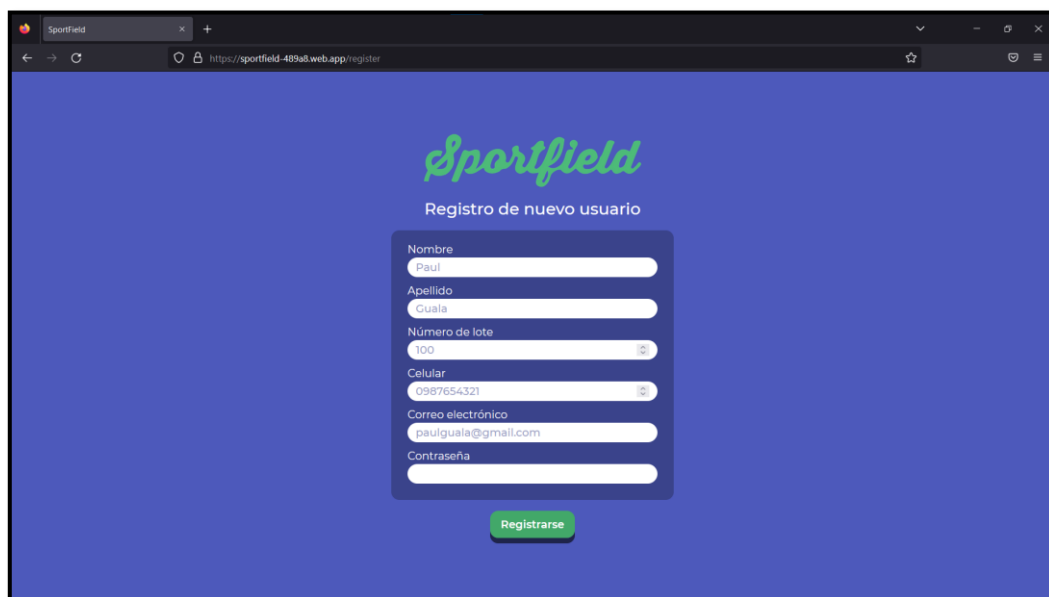 SportField
https://sportfield-489a8.web.app/register
Sportfield
Registro de nuevo usuario
Nombre
Paul
Apellido
Guala
Número de lote
100
Celular
0987654321
Correo electrónico
paulguala@gmail.com
Contraseña
Registrarse